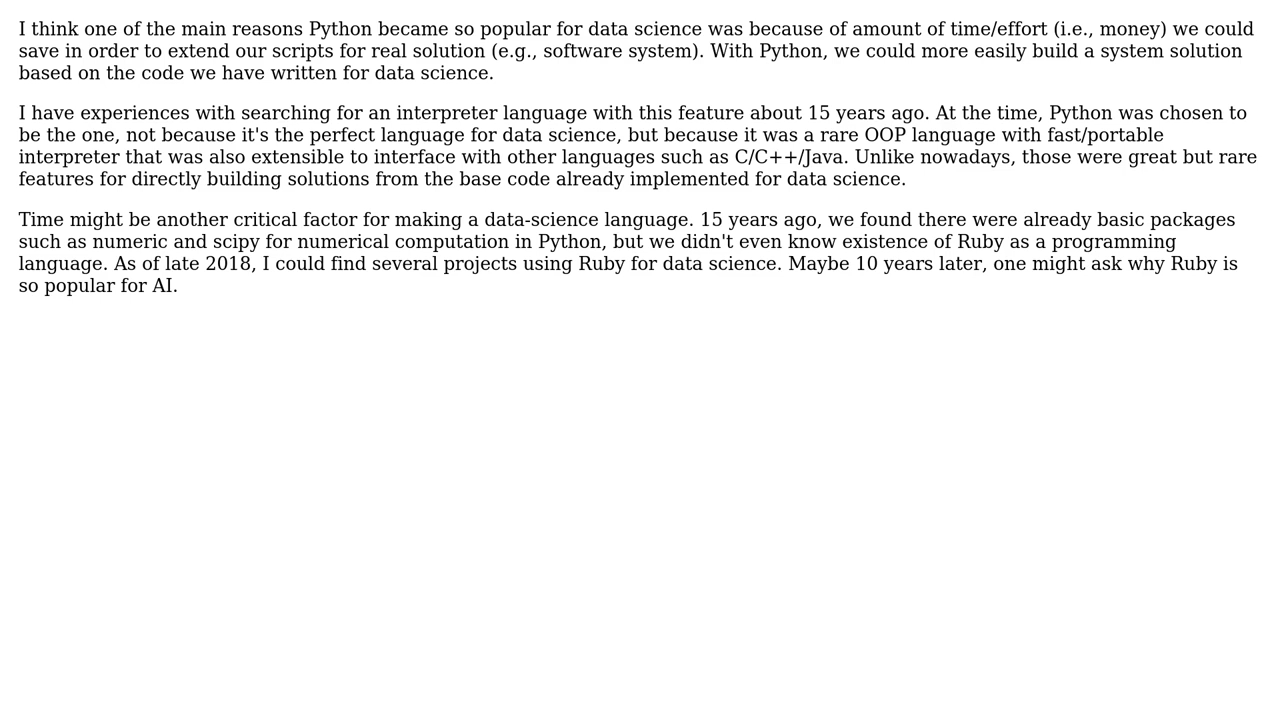 I think one of the main reasons Python became so popular for data science was because of amount of time/effort (i.e., money) we could
save in order to extend our scripts for real solution (e.g., software system). With Python, we could more easily build a system solution
based on the code we have written for data science.
I have experiences with searching for an interpreter language with this feature about 15 years ago. At the time, Python was chosen to
be the one, not because it's the perfect language for data science, but because it was a rare OOP language with fast/portable
interpreter that was also extensible to interface with other languages such as C/C++/Java. Unlike nowadays, those were great but rare
features for directly building solutions from the base code already implemented for data science.
Time might be another critical factor for making a data-science language. 15 years ago, we found there were already basic packages
such as numeric and scipy for numerical computation in Python, but we didn't even know existence of Ruby as a programming
language. As of late 2018, I could find several projects using Ruby for data science. Maybe 10 years later, one might ask why Ruby is
so popular for AI.